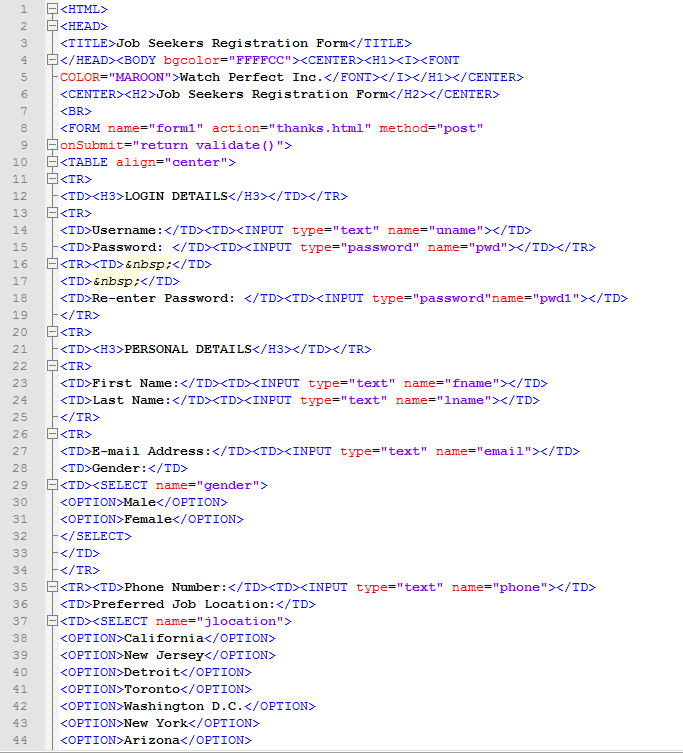 1 <HTML>
2 <HEAD>
3 <TITLE>Job Seekers Registration Form</TITLE>
4 </HEAD><BODY bgcolor="FFFFCC"><CENTER><H1><I><FONT
5 COLOR="MAROON">Watch Perfect Inc.</FONT></I></H1></CENTER>
6 <CENTER><H2>Job Seekers Registration Form</H2></CENTER>
7 <BR>
8 <FORM name="form1" action="thanks.html" method="post"
9 onSubmit="return validate()">
10 <TABLE align="center">
11 <TR>
12 <TD><H3>LOGIN DETAILS</H3></TD></TR>
13 <TR>
14 <TD>Username:</TD><TD><INPUT type="text" name="uname"></TD>
15 <TD>Password: </TD><TD><INPUT type="password" name="pwd"></TD></TR>
16 <TR><TD>&nbsp;</TD>
17 <TD>&nbsp;</TD>
18 <TD>Re-enter Password: </TD><TD><INPUT type="password"name="pwd1"></TD>
19 </TR>
20 <TR>
21 <TD><H3>PERSONAL DETAILS</H3></TD></TR>
22 <TR>
23 <TD>First Name:</TD><TD><INPUT type="text" name="fname"></TD>
24 <TD>Last Name:</TD><TD><INPUT type="text" name="lname"></TD>
25 </TR>
26 <TR>
27 <TD>E-mail Address:</TD><TD><INPUT type="text" name="email"></TD>
28 <TD>Gender:</TD>
29 <TD><SELECT name="gender">
30 <OPTION>Male</OPTION>
31 <OPTION>Female</OPTION>
32 </SELECT>
33 </TD>
34 </TR>
35 <TR><TD>Phone Number:</TD><TD><INPUT type="text" name="phone"></TD>
36 <TD>Preferred Job Location:</TD>
37 <TD><SELECT name="jlocation">
38 <OPTION>California</OPTION>
39 <OPTION>New Jersey</OPTION>
40 <OPTION>Detroit</OPTION>
41 <OPTION>Toronto</OPTION>
42 <OPTION>Washington D.C.</OPTION>
43 <OPTION>New York</OPTION>
44 <OPTION>Arizona</OPTION>